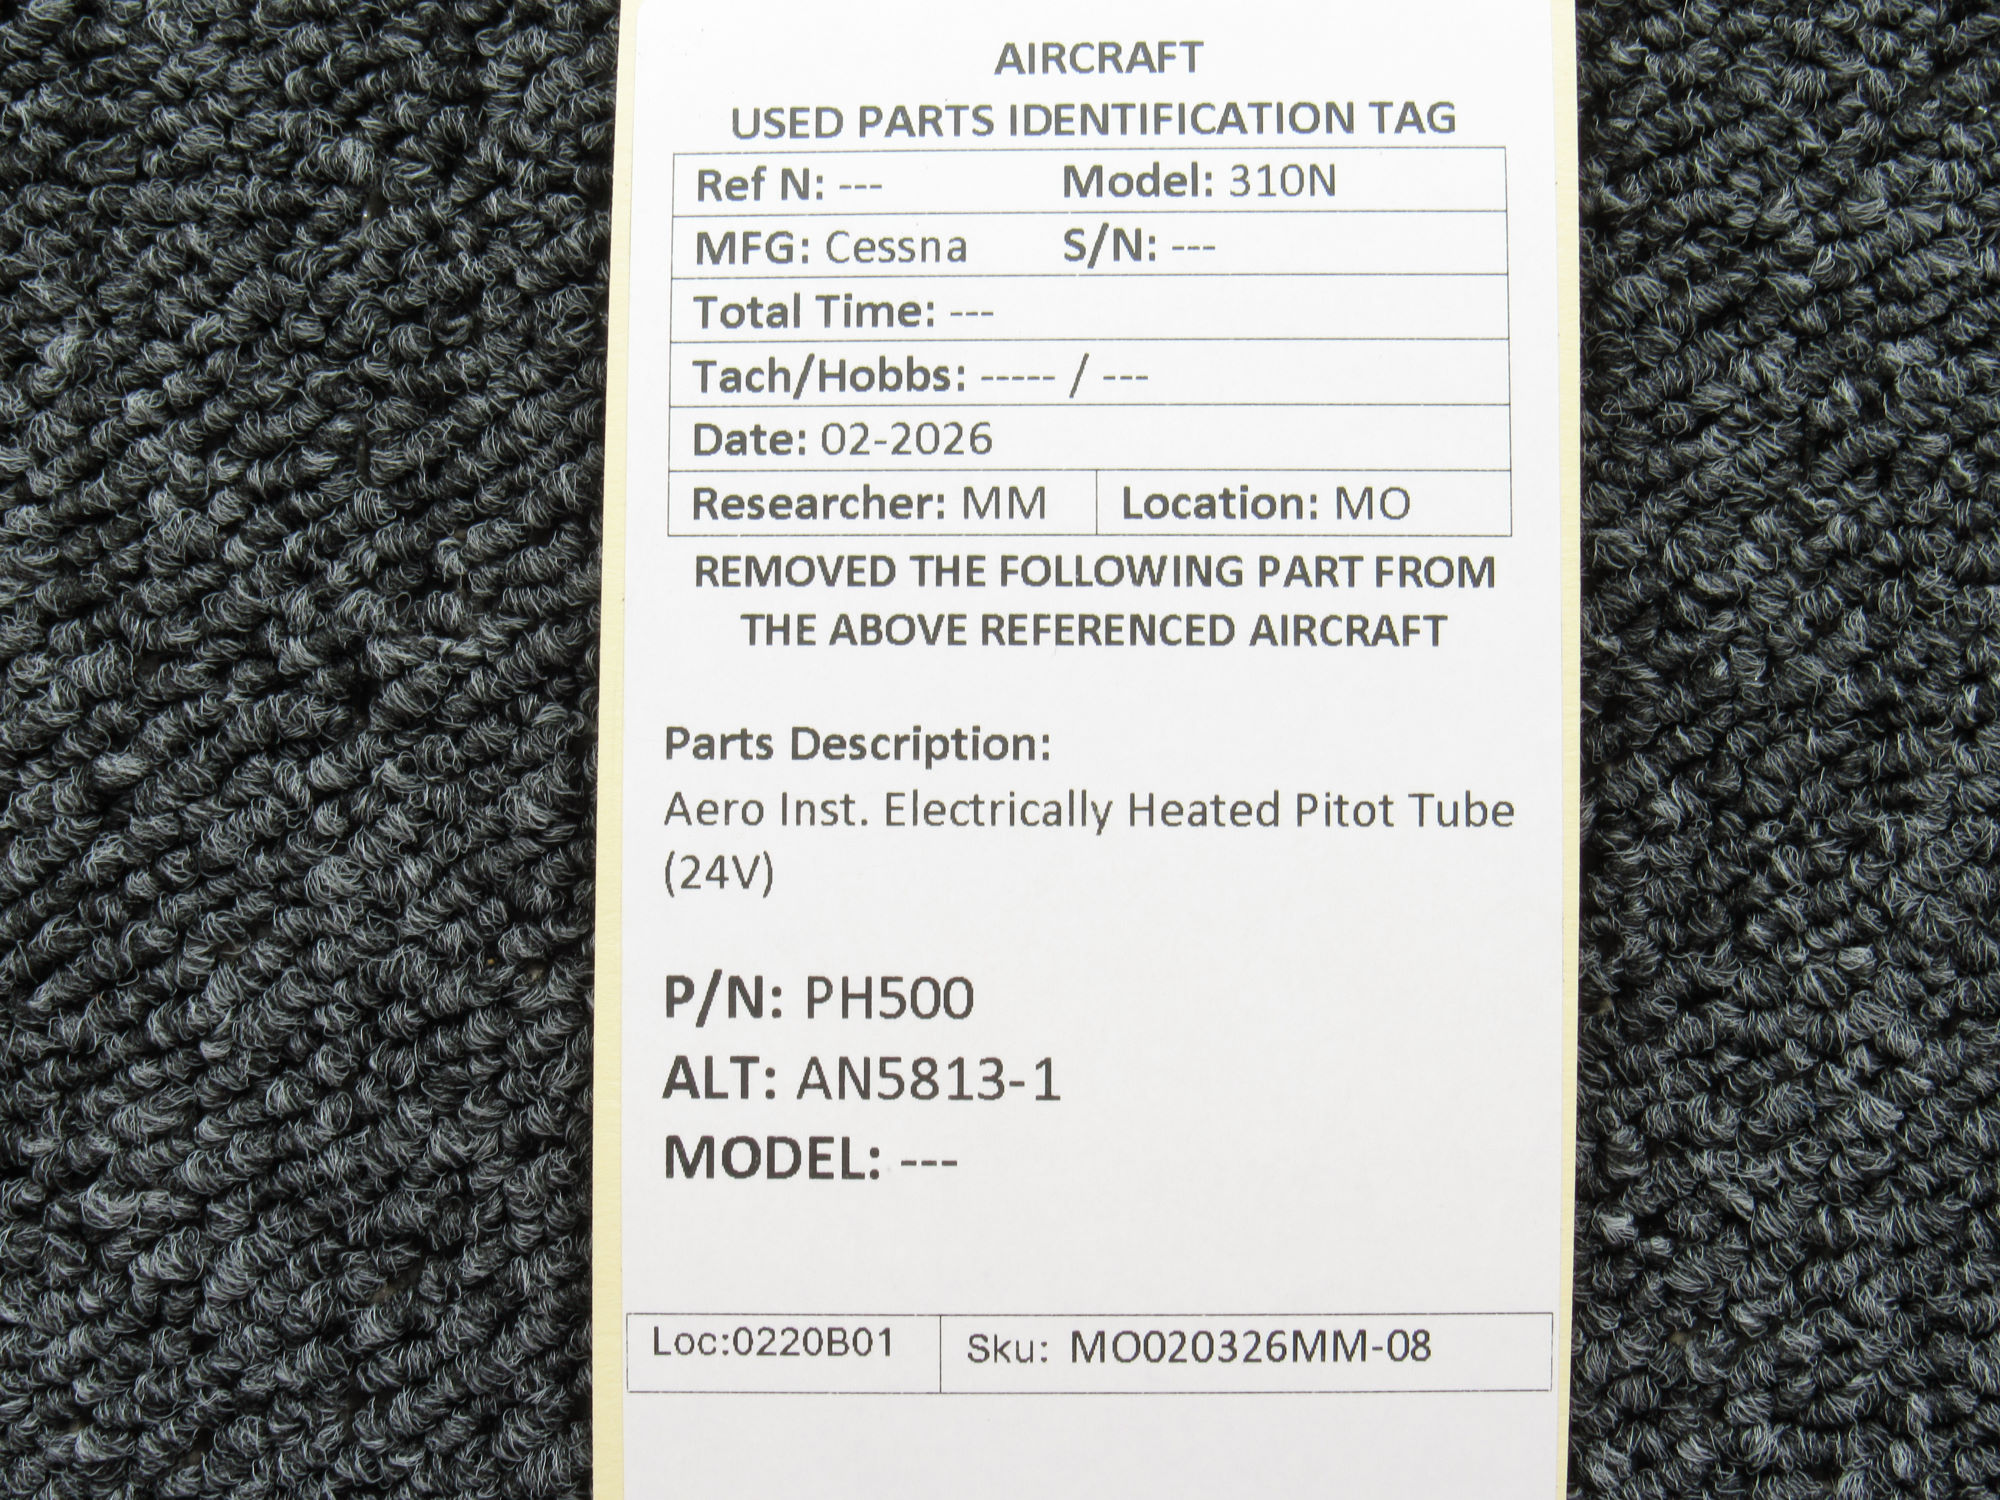 AIRCRAFT
USED PARTS IDENTIFICATION TAG
Ref N: --- Model: 310N
MFG: Cessna S/N: ---
Total Time: ---
Tach/Hobbs: ----- / ---
Date: 02-2026
Researcher: MM Location: MO
REMOVED THE FOLLOWING PART FROM
THE ABOVE REFERENCED AIRCRAFT
Parts Description:
Aero Inst. Electrically Heated Pitot Tube
(24V)
P/N: PH500
ALT: AN5813-1
MODEL: ---
Loc:0220B01 Sku: MO020326MM-08